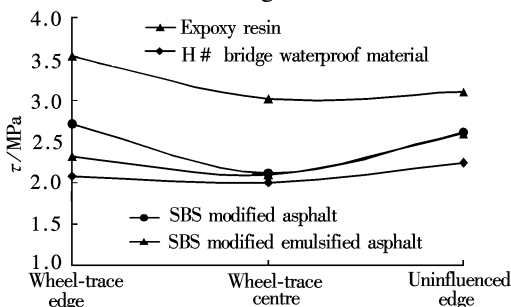 4.0
Expoxy resin
H# bridge waterproof material
3.5
3.0
2.5
τ/MPa
2.0
1.5
SBS modified asphalt
SBS modified emulsified asphalt
1.0
Wheel-trace edge
Wheel-trace centre
Uninfluenced edge